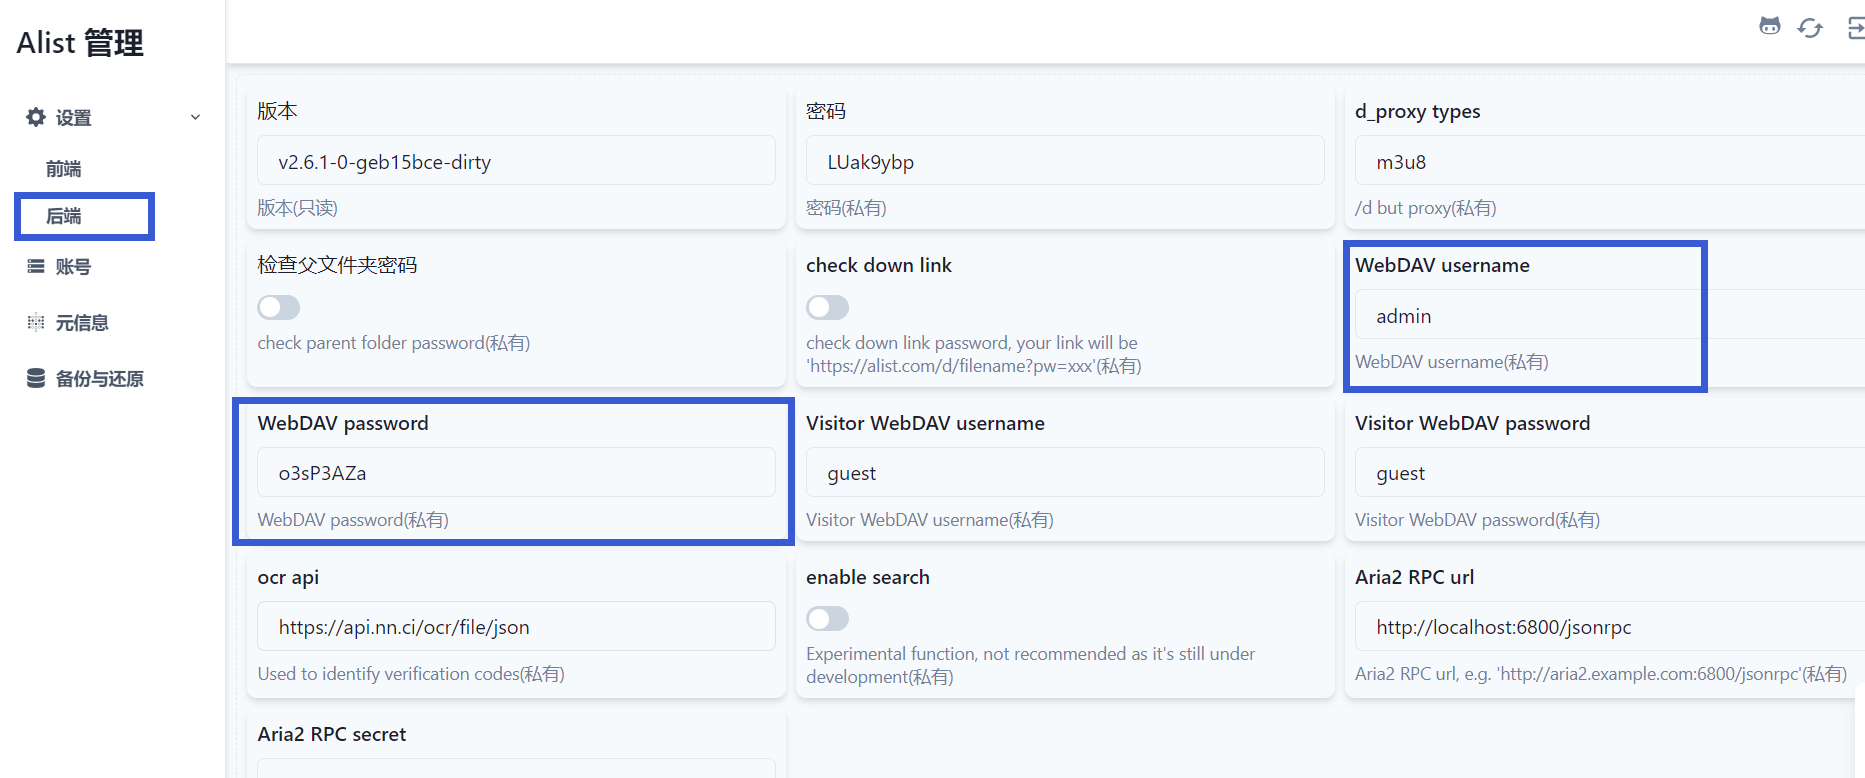 Alist 管理
设置
前端
后端
账号
元信息
备份与还原
版本
v2.6.1-0-geb15bce-dirty
版本(只读)
密码
LUak9ybp
密码(私有)
d_proxy types
m3u8
/d but proxy(私有)
检查父文件夹密码
check parent folder password(私有)
check down link
check down link password, your link will be
'https://alist.com/d/filename?pw=xxx'(私有)
WebDAV username
admin
WebDAV username(私有)
WebDAV password
o3sP3AZa
WebDAV password(私有)
Visitor WebDAV username
guest
Visitor WebDAV username(私有)
Visitor WebDAV password
guest
Visitor WebDAV password(私有)
ocr api
https://api.nn.ci/ocr/file/json
Used to identify verification codes(私有)
enable search
Experimental function, not recommended as it's still under
development(私有)
Aria2 RPC url
http://localhost:6800/jsonrpc
Aria2 RPC url, e.g. 'http://aria2.example.com:6800/jsonrpc'(私有)
Aria2 RPC secret